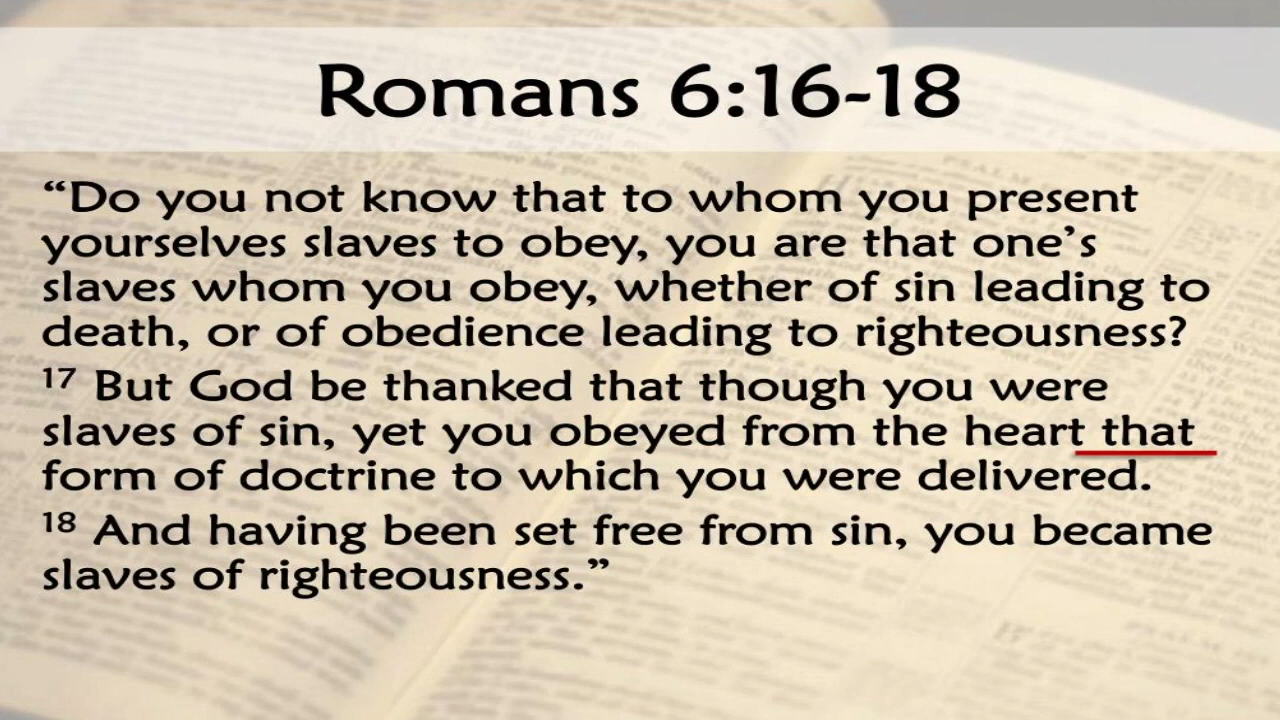 Romans 6:16-18
“Do you not know that to whom you present
yourselves slaves to obey, you are that one’s
slaves whom you obey, whether of sin leading to
death, or of obedience leading to righteousness?
17 But God be thanked that though you were
slaves of sin, yet you obeyed from the heart that
form of doctrine to which you were delivered.
18 And having been set free from sin, you became
slaves of righteousness.”